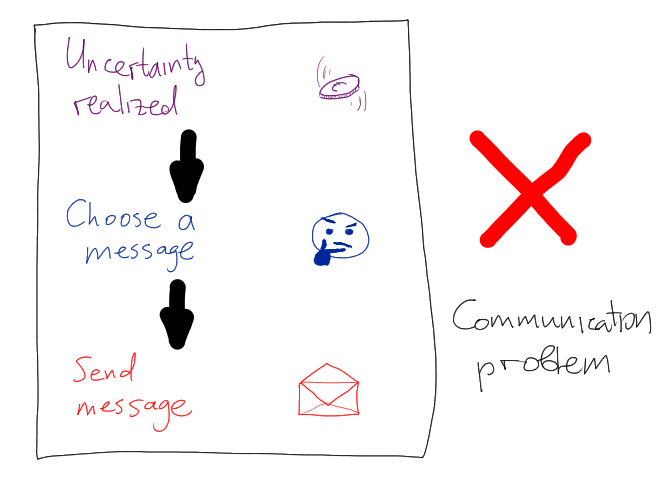 Uncertainty
realized
Choose a
message
Send
message
Communication
problem